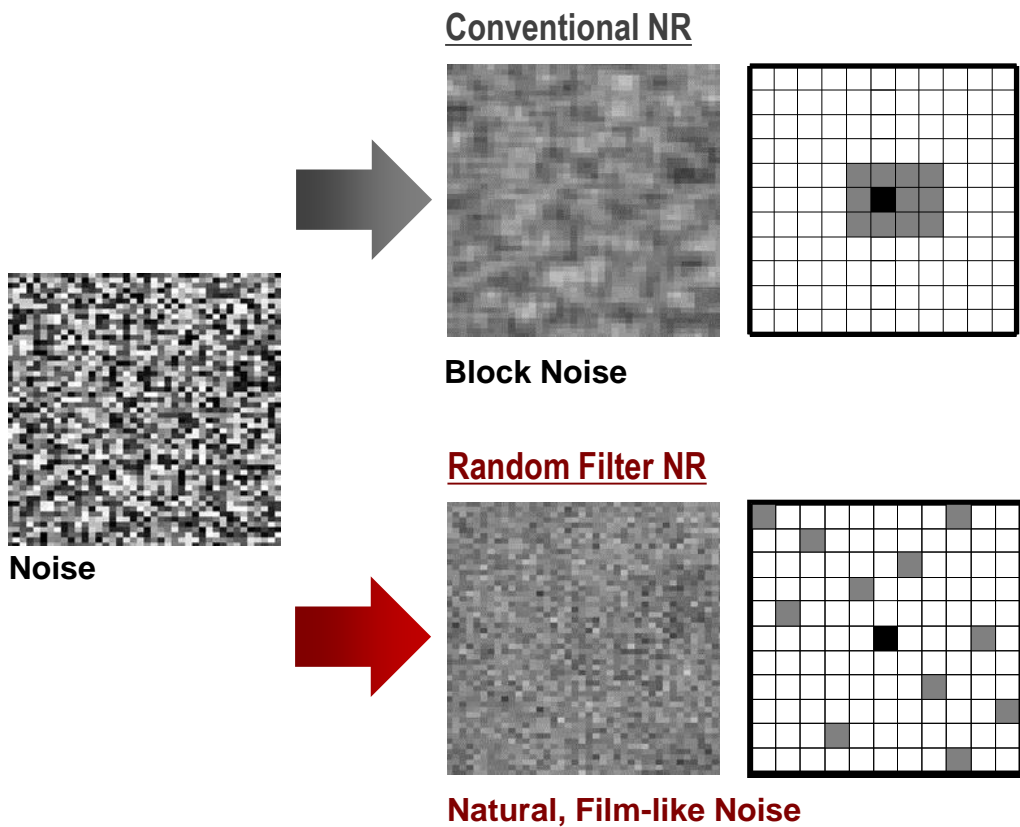 Conventional NR
Block Noise
Noise
Random Filter NR
Natural, Film-like Noise